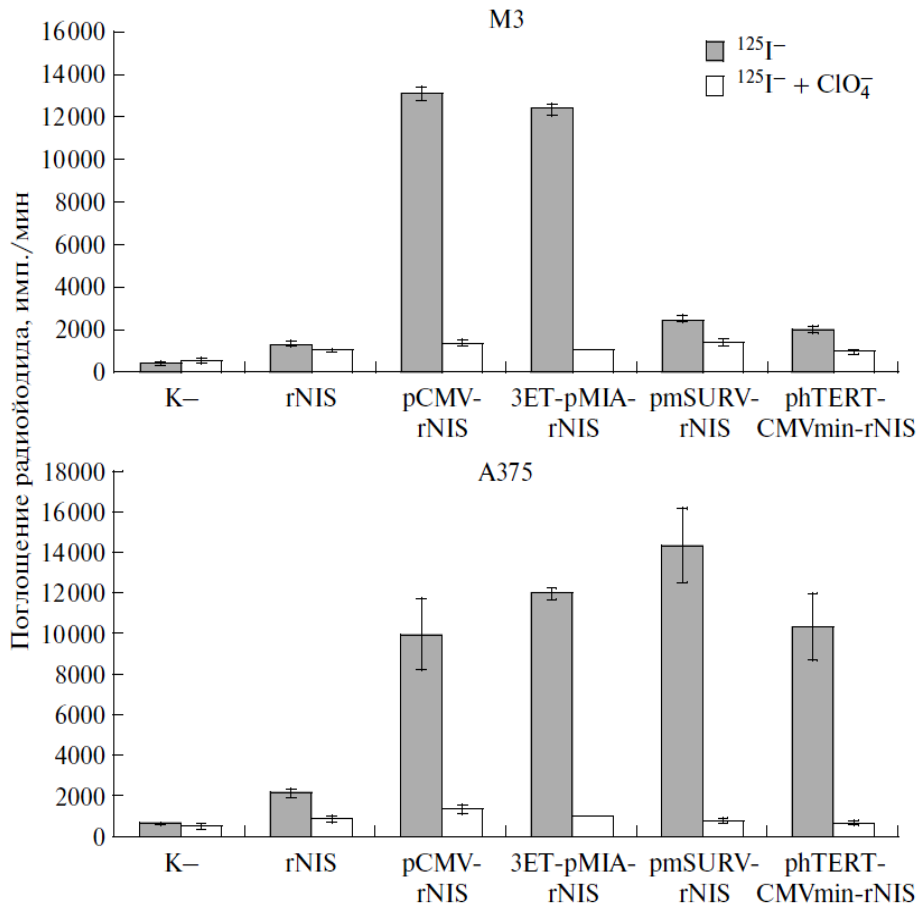 M3
16000
14000
12000
10000
8000
6000
4000
2000
0
¹²⁵I⁻
¹²⁵I⁻ + ClO₄⁻
K–
rNIS
pCMV-
rNIS
3ET-pMIA-
rNIS
pmSURV-
rNIS
phTERT-
CMVmin-rNIS
Поглощение радиойодида, имп./мин
A375
18000
16000
14000
12000
10000
8000
6000
4000
2000
0
K–
rNIS
pCMV-
rNIS
3ET-pMIA-
rNIS
pmSURV-
rNIS
phTERT-
CMVmin-rNIS